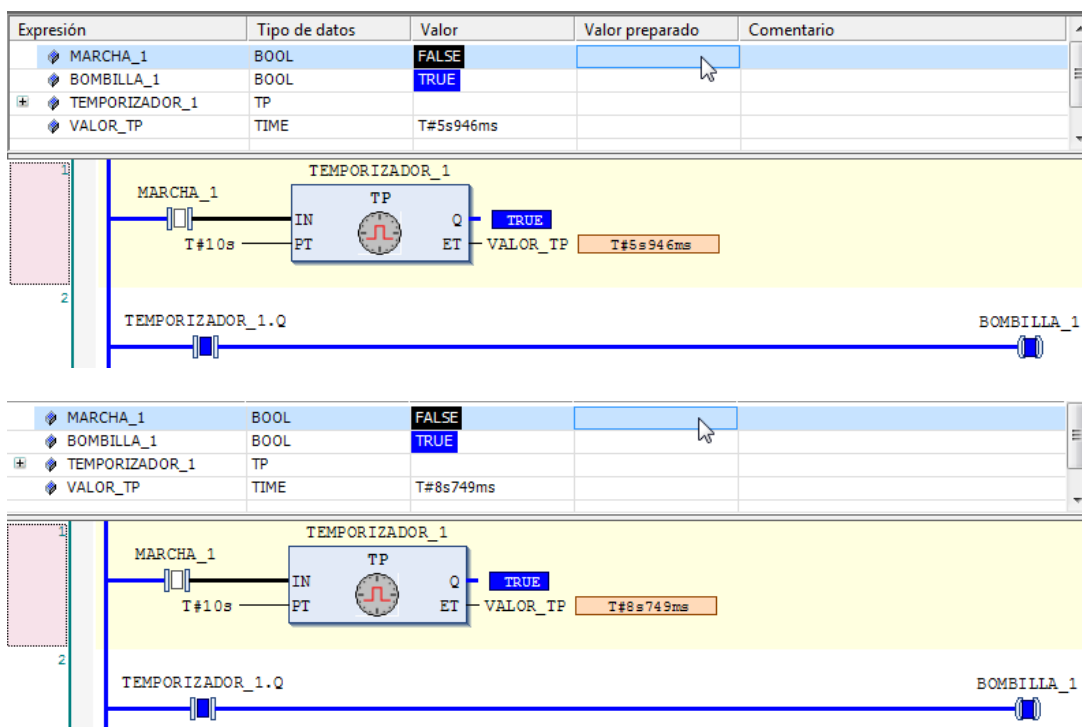 Expresión Tipo de datos Valor Valor preparado Comentario
MARCHA_1 BOOL FALSE
BOMBILLA_1 BOOL TRUE
TEMPORIZADOR_1 TP
VALOR_TP TIME T#5s946ms
1 TEMPORIZADOR_1
MARCHA_1 TP
IN Q TRUE
T#10s PT ET VALOR_TP T#5s946ms
2
TEMPORIZADOR_1.Q BOMBILLA_1
MARCHA_1 BOOL FALSE
BOMBILLA_1 BOOL TRUE
TEMPORIZADOR_1 TP
VALOR_TP TIME T#8s749ms
1 TEMPORIZADOR_1
MARCHA_1 TP
IN Q TRUE
T#10s PT ET VALOR_TP T#8s749ms
2
TEMPORIZADOR_1.Q BOMBILLA_1